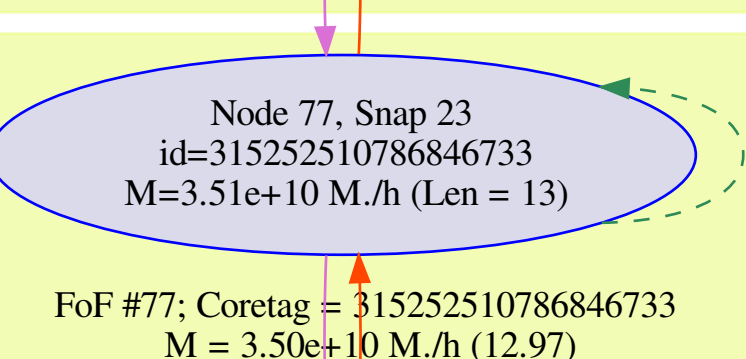 Node 77, Snap 23
id=315252510786846733
M=3.51e+10 M./h (Len = 13)
FoF #77; Coretag = 315252510786846733
M = 3.50e+10 M./h (12.97)